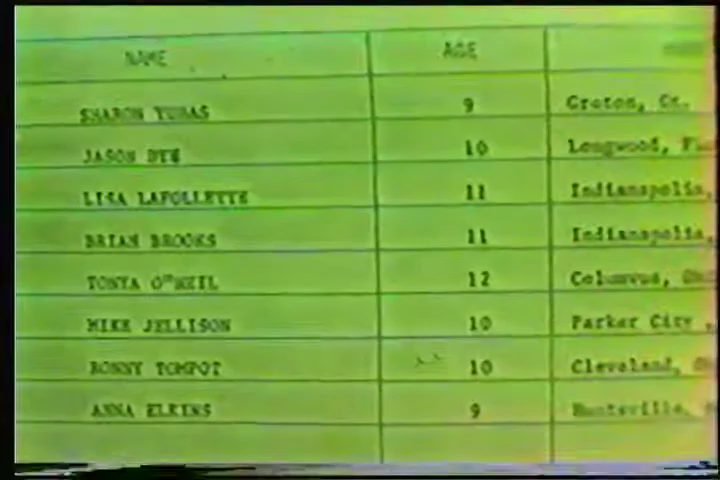 NAME AGE
SHARON YUHAS 9 Groton, Ct.
JASON DYE 10 Longwood,
LISA LAFOLLETTE 11 Indianapolis,
BRIAN BROOKS 11 Indianapolis,
TONYA O'NEIL 12 Columvus,
MIKE JELLISON 10 Parker City,
RONNY TOMPOT 10 Cleveland,
ANNA ELKINS 9 Huntsville,